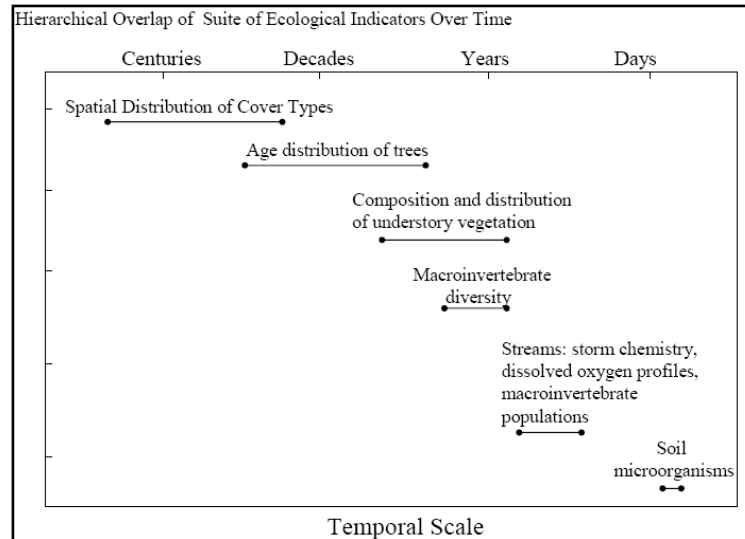 Hierarchical Overlap of Suite of Ecological Indicators Over Time
Centuries Decades Years Days
Spatial Distribution of Cover Types
Age distribution of trees
Composition and distribution
of understory vegetation
Macroinvertebrate
diversity
Streams: storm chemistry,
dissolved oxygen profiles,
macroinvertebrate
populations
Soil
microorganisms
Temporal Scale